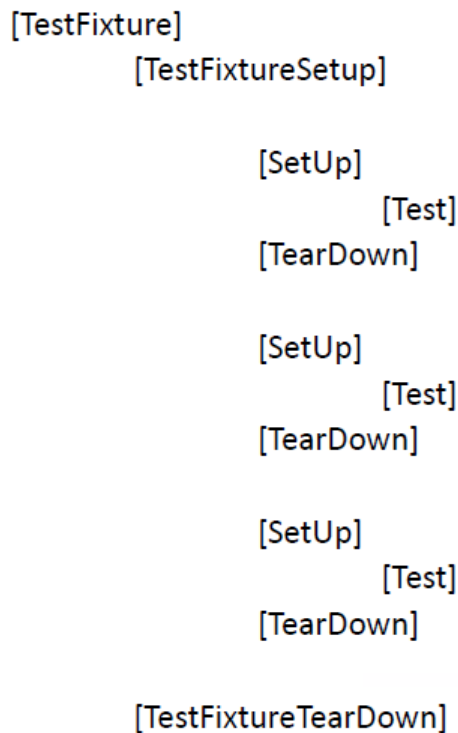 [TestFixture]
[TestFixtureSetup]
[SetUp]
[Test]
[TearDown]
[SetUp]
[Test]
[TearDown]
[SetUp]
[Test]
[TearDown]
[TestFixtureTearDown]